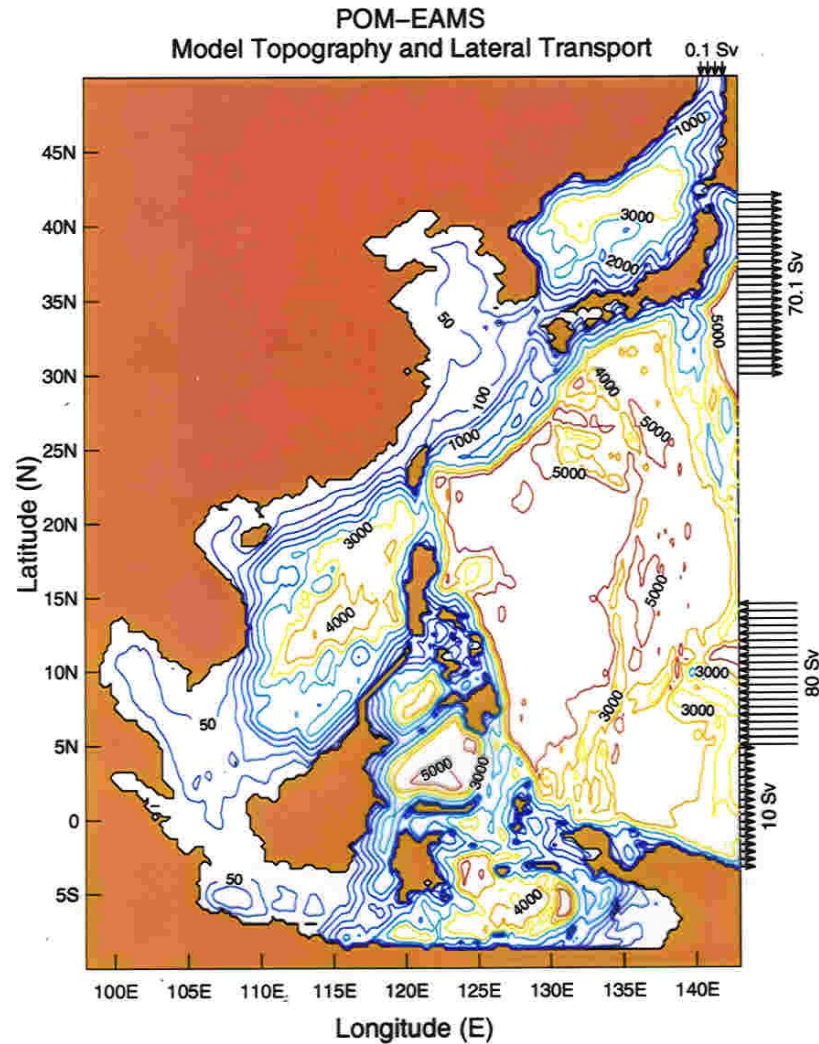 POM–EAMS
Model Topography and Lateral Transport
0.1 Sv
1000
45N
3000
40N
2000
70.1 Sv
35N
50
5000
30N
4000
100
5000
1000
25N
5000
Latitude (N)
20N
3000
5000
15N
4000
3000
10N
80 Sv
50
3000
3000
5N
5000
3000
10 Sv
0
50
5S
4000
100E 105E 110E 115E 120E 125E 130E 135E 140E
Longitude (E)